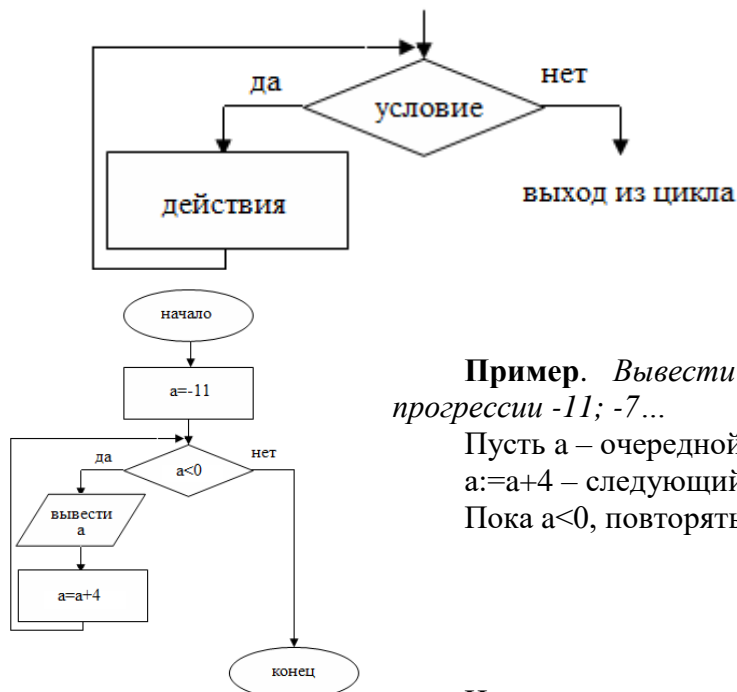 да
нет
условие
действия
выход из цикла
начало
a=-11
да
нет
a<0
вывести
a
a=a+4
конец
Пример. Вывести
прогрессии -11; -7…
Пусть a – очередной
a:=a+4 – следующий
Пока a<0, повторять